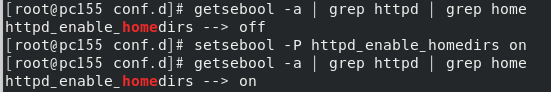 [root@pc155 conf.d]# getsebool -a | grep httpd | grep home
httpd_enable_homedirs --> off
[root@pc155 conf.d]# setsebool -P httpd_enable_homedirs on
[root@pc155 conf.d]# getsebool -a | grep httpd | grep home
httpd_enable_homedirs --> on